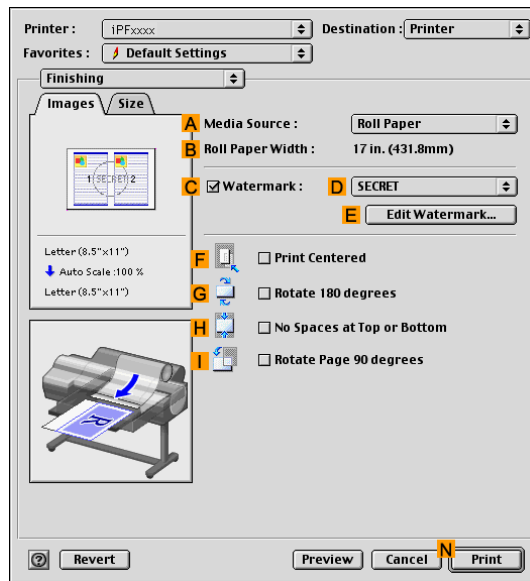 Printer : iPFxxxx Destination : Printer
Favorites : Default Settings
Finishing
Images Size
A Media Source : Roll Paper
B Roll Paper Width : 17 in. (431.8mm)
1 SECRET 2
C Watermark : D SECRET
E Edit Watermark...
Letter (8.5"x11")
Auto Scale :100 %
Letter (8.5"x11")
F Print Centered
G Rotate 180 degrees
H No Spaces at Top or Bottom
I Rotate Page 90 degrees
R
N
? Revert Preview Cancel Print